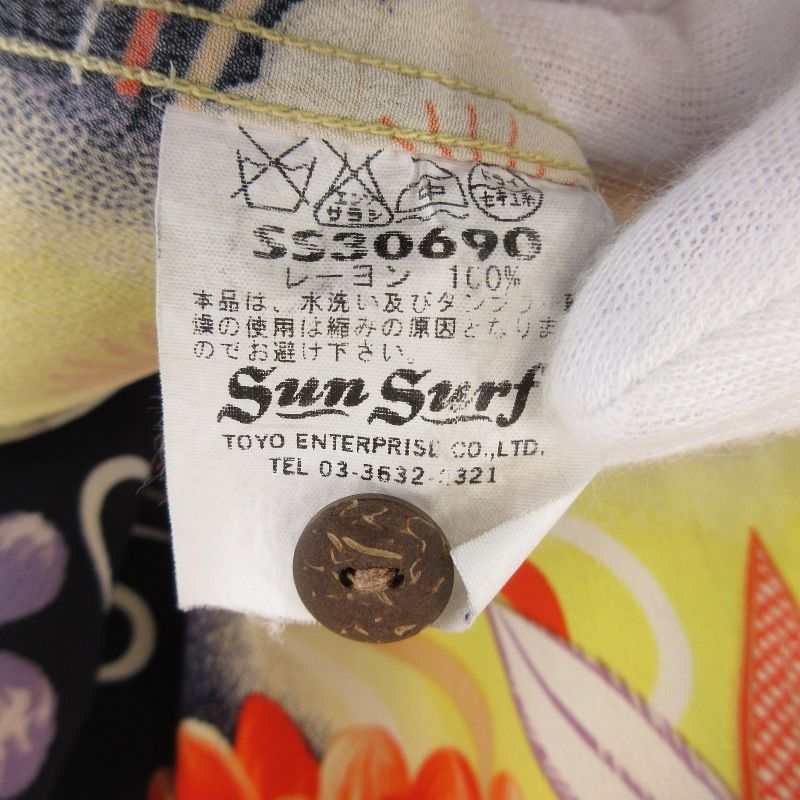 エンソ サラシ
ドライ セキユ系
SS30690
レーヨン 100%
本品は、水洗い及びタンブラー乾
燥の使用は縮みの原因となりま
のでお避け下さい。
Sun Surf
TOYO ENTERPRISE CO.,LTD.
TEL 03-3632-